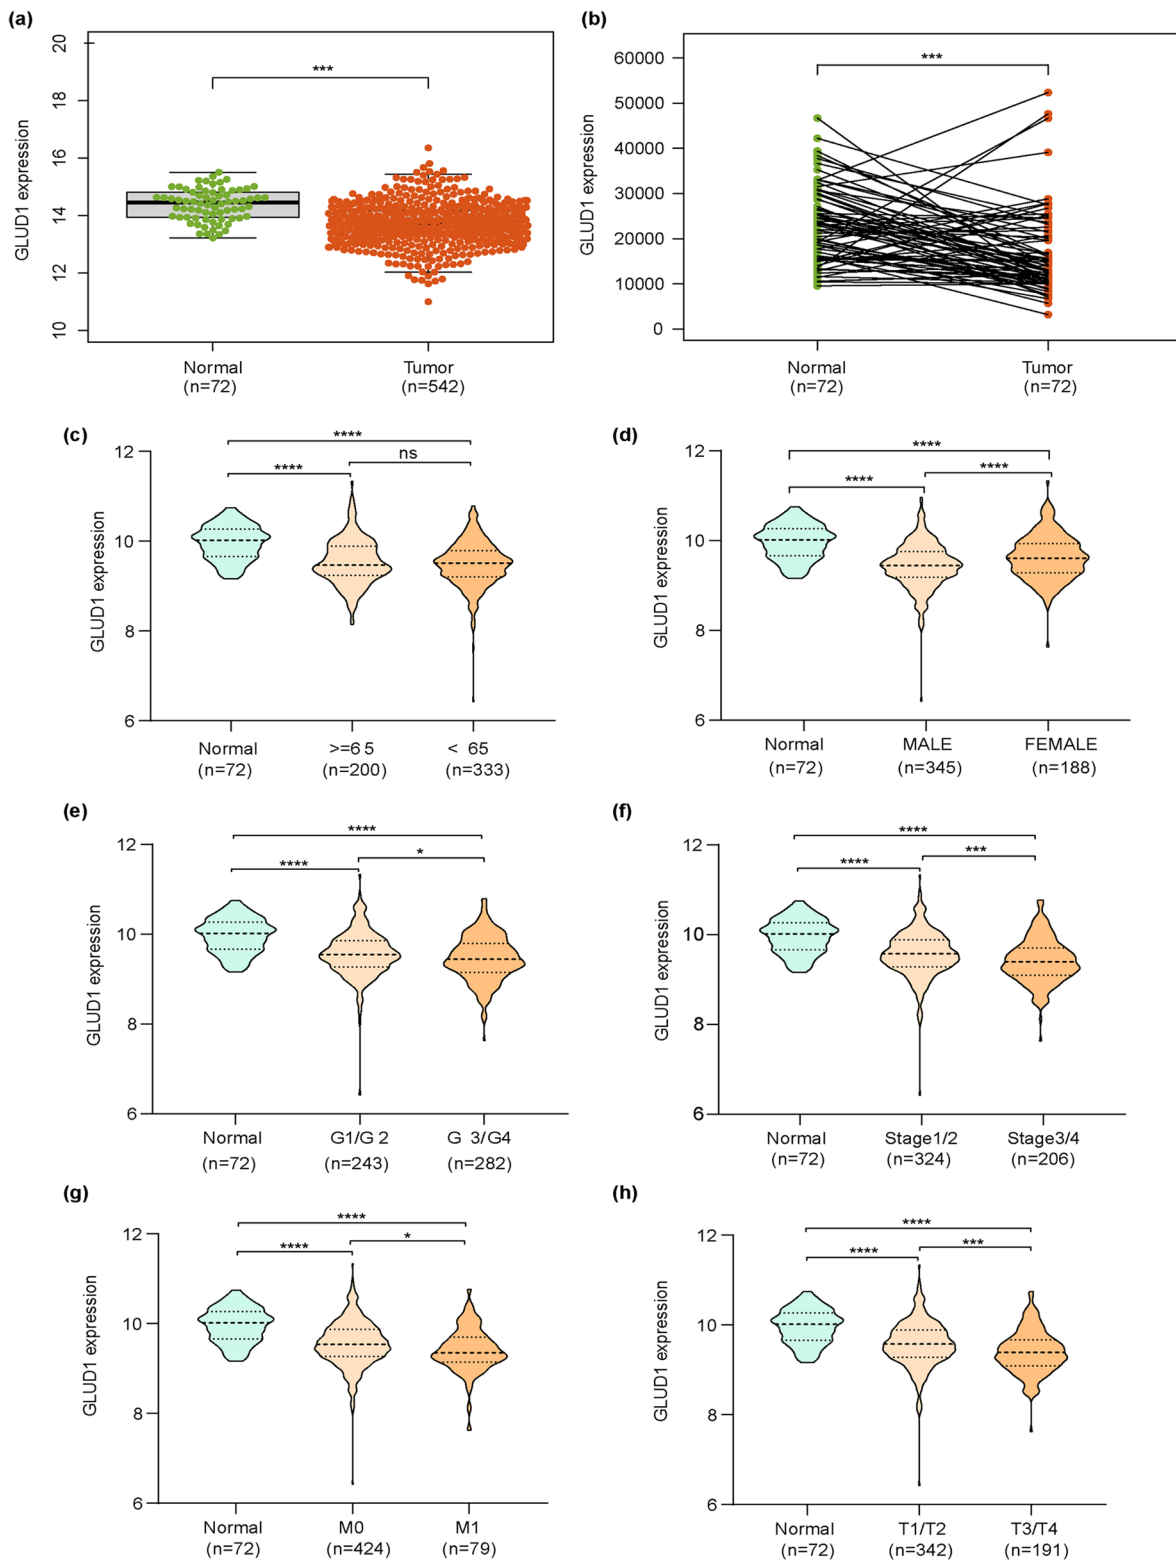 (a)
20
18
16
14
12
10
GLUD1 expression
***
Normal
(n=72)
Tumor
(n=542)
(b)
60000
50000
40000
30000
20000
10000
0
GLUD1 expression
***
Normal
(n=72)
Tumor
(n=72)
(c)
12
10
8
6
GLUD1 expression
****
ns
****
Normal
(n=72)
>=6 5
(n=200)
< 65
(n=333)
(d)
12
10
8
6
GLUD1 expression
****
****
****
Normal
(n=72)
MALE
(n=345)
FEMALE
(n=188)
(e)
12
10
8
6
GLUD1 expression
****
*
****
Normal
(n=72)
G1/G 2
(n=243)
G 3/G4
(n=282)
(f)
12
10
8
6
GLUD1 expression
****
***
****
Normal
(n=72)
Stage1/2
(n=324)
Stage3/4
(n=206)
(g)
12
10
8
6
GLUD1 expression
****
*
****
Normal
(n=72)
M0
(n=424)
M1
(n=79)
(h)
12
10
8
6
GLUD1 expression
****
***
****
Normal
(n=72)
T1/T2
(n=342)
T3/T4
(n=191)